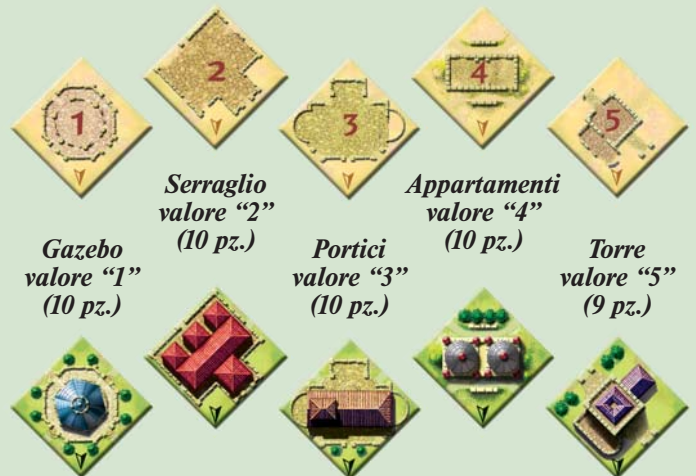 1
2
3
4
5
Gazebo
valore “1”
(10 pz.)
Serraglio
valore “2”
(10 pz.)
Portici
valore “3”
(10 pz.)
Appartamenti
valore “4”
(10 pz.)
Torre
valore “5”
(9 pz.)